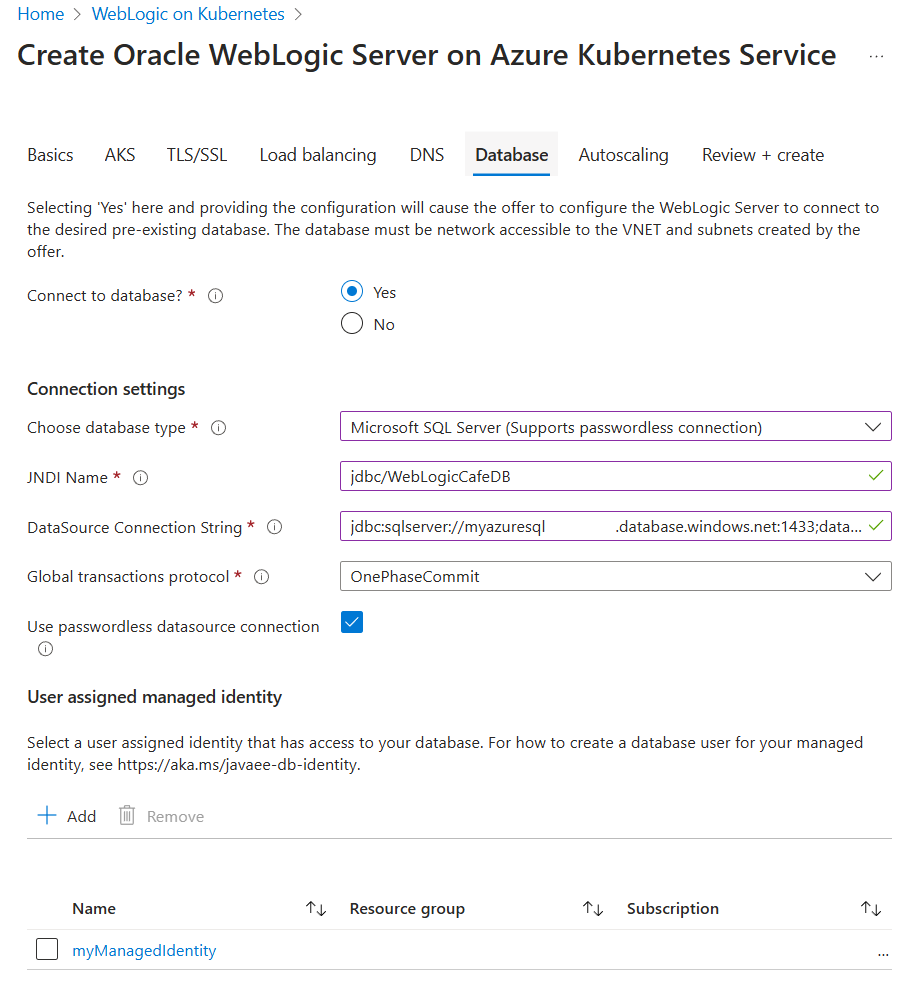 Home > WebLogic on Kubernetes >
Create Oracle WebLogic Server on Azure Kubernetes Service ...
Basics AKS TLS/SSL Load balancing DNS Database Autoscaling Review + create
Selecting 'Yes' here and providing the configuration will cause the offer to configure the WebLogic Server to connect to
the desired pre-existing database. The database must be network accessible to the VNET and subnets created by the
offer.
Connect to database? *
Yes
No
Connection settings
Choose database type * Microsoft SQL Server (Supports passwordless connection)
JNDI Name * jdbc/WebLogicCafeDB
DataSource Connection String * jdbc:sqlserver://myazuresql .database.windows.net:1433;data...
Global transactions protocol * OnePhaseCommit
Use passwordless datasource connection
User assigned managed identity
Select a user assigned identity that has access to your database. For how to create a database user for your managed
identity, see https://aka.ms/javaee-db-identity.
Add Remove
Name Resource group Subscription
myManagedIdentity ...